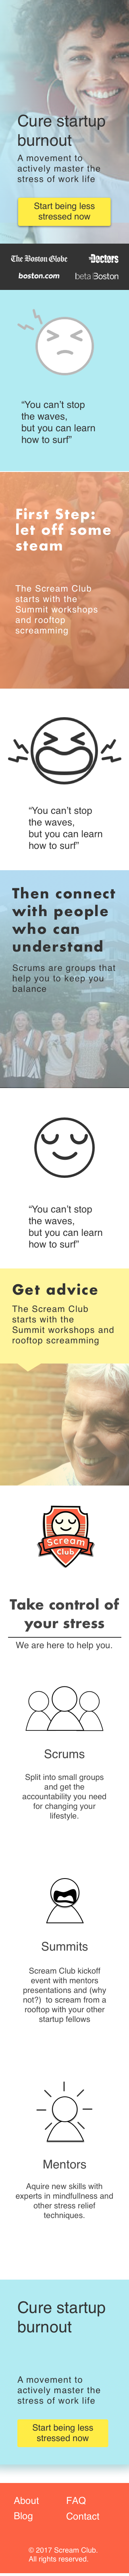 Cure startup
burnout
A movement to
actively master the
stress of work life
Start being less
stressed now
The Boston Globe
The Doctors
boston.com
beta Boston
"You can't stop
the waves,
but you can learn
how to surf"
First Step:
let off some
steam
The Scream Club
starts with the
Summit workshops
and rooftop
screamming
"You can't stop
the waves,
but you can learn
how to surf"
Then connect
with people
who can
understand
Scrums are groups that
help you to keep you
balance
"You can't stop
the waves,
but you can learn
how to surf"
Get advice
The Scream Club
starts with the
Summit workshops and
rooftop screamming
Scream
Club
Take control of
your stress
We are here to help you.
Scrums
Split into small groups
and get the
accountability you need
for changing your
lifestyle.
Summits
Scream Club kickoff
event with mentors
presentations and (why
not?) to scream from a
rooftop with your other
startup fellows
Mentors
Aquire new skills with
experts in mindfullness and
other stress relief
techniques.
Cure startup
burnout
A movement to
actively master the
stress of work life
Start being less
stressed now
About
FAQ
Blog
Contact
© 2017 Scream Club.
All rights reserved.